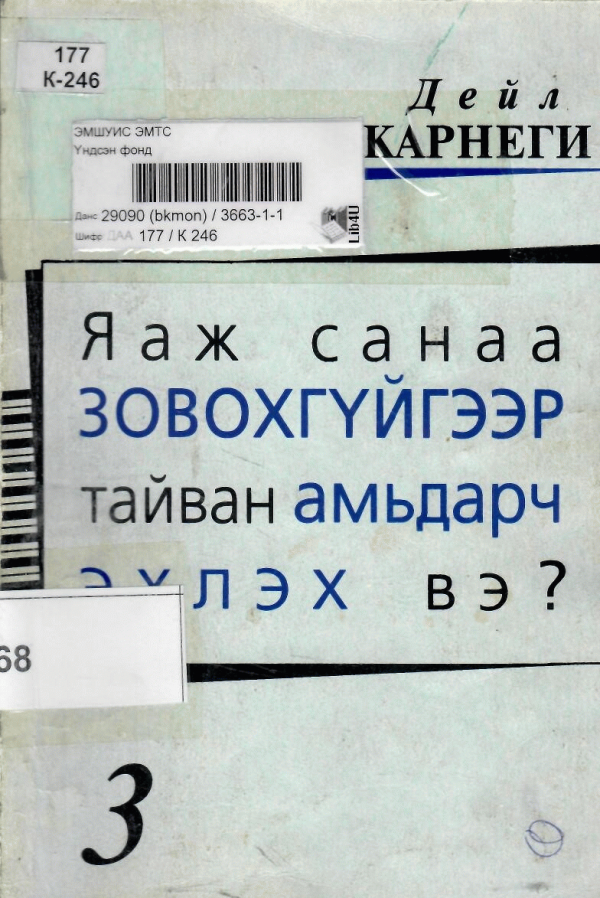 177
К-246
Дейл
КАРНЕГИ
ЭМШУИС ЭМТС
Үндсэн фонд
Данс 29090 (bkmon) / 3663-1-1
Шифр ДАА 177 / К 246
Lib4U
Яаж санаа
ЗОВОХГҮЙГЭЭР
тайван амьдарч
эхлэх вэ?
68
3